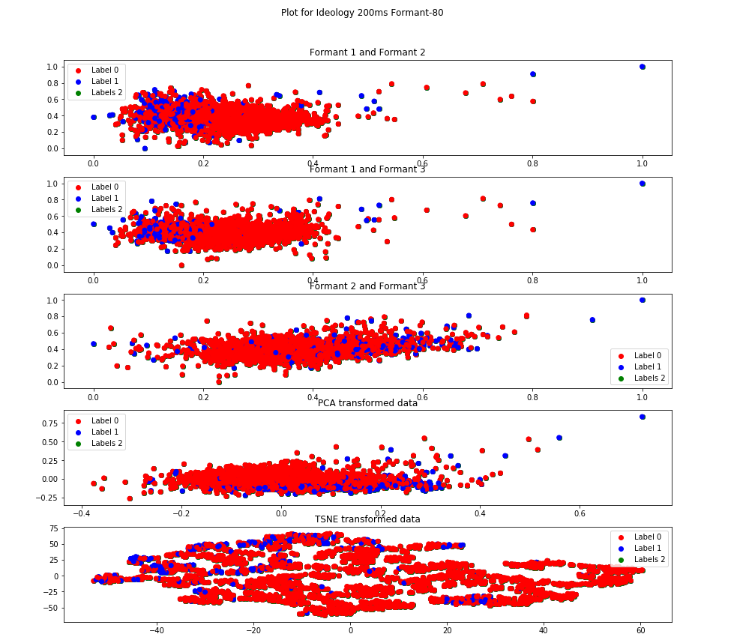 Plot for Ideology 200ms Formant-80
Formant 1 and Formant 2
Label 0
Label 1
Labels 2
1.0
0.8
0.6
0.4
0.2
0.0
0.0 0.2 0.4 0.6 0.8 1.0
Formant 1 and Formant 3
Label 0
Label 1
Labels 2
1.0
0.8
0.6
0.4
0.2
0.0
0.0 0.2 0.4 0.6 0.8 1.0
Formant 2 and Formant 3
1.0
0.8
0.6
0.4
0.2
0.0
Label 0
Label 1
Labels 2
0.0 0.2 0.4 0.6 0.8 1.0
PCA transformed data
Label 0
Label 1
Labels 2
0.75
0.50
0.25
0.00
−0.25
−0.4 −0.2 0.0 0.2 0.4 0.6
TSNE transformed data
75
50
25
0
−25
−50
Label 0
Label 1
Labels 2
−40 −20 0 20 40 60